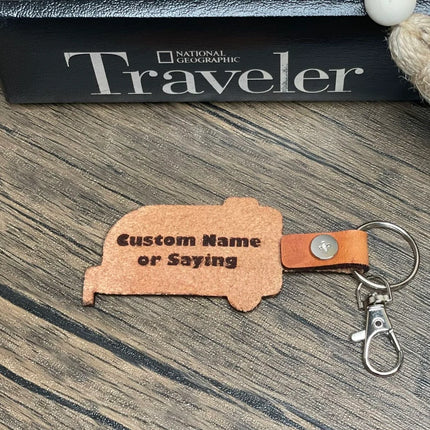 NATIONAL
GEOGRAPHIC
Traveler
Custom Name
or Saying